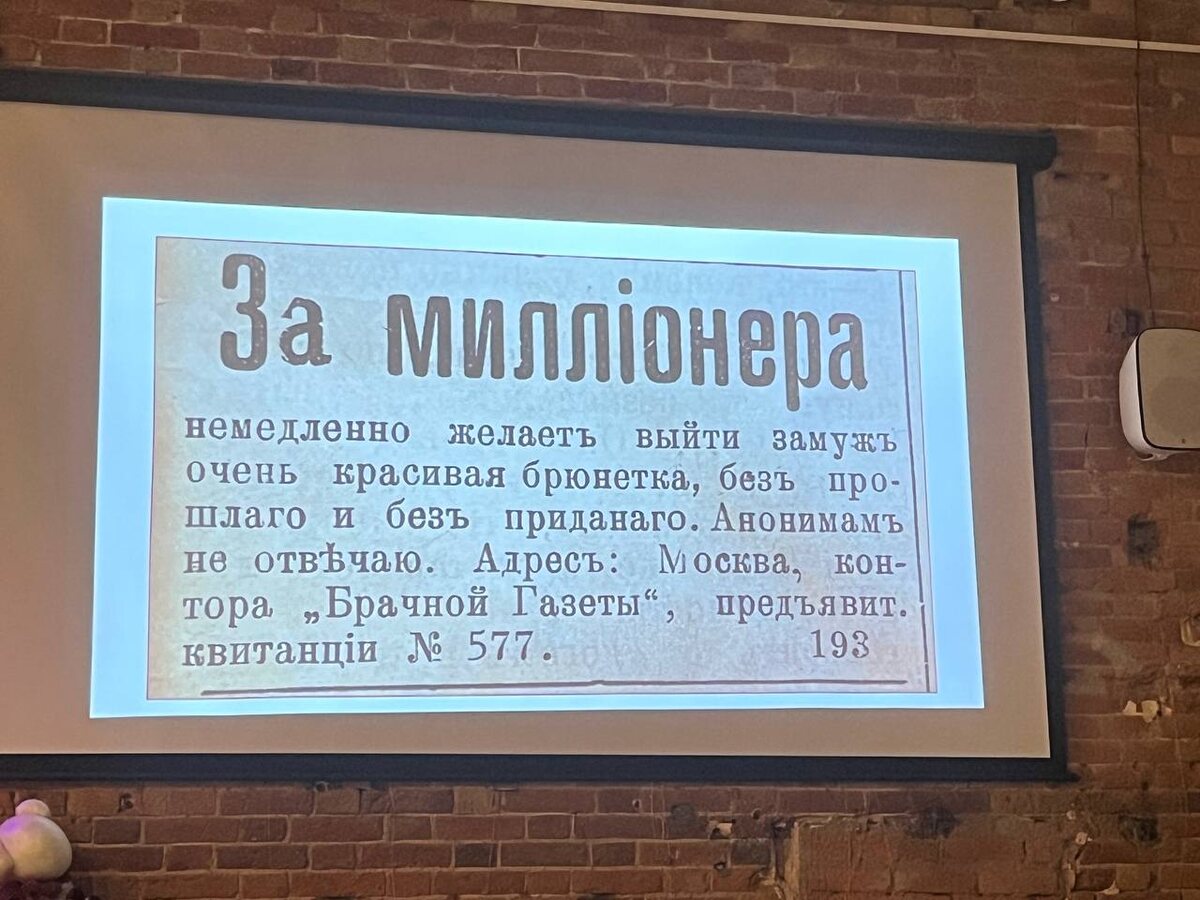 За милліонера
немедленно желаетъ выйти замужъ
очень красивая брюнетка, безъ про-
шлаго и безъ приданаго. Анонимамъ
не отвѣчаю. Адресъ: Москва, кон-
тора „Брачной Газеты“, предъявит.
квитанціи № 577. 193